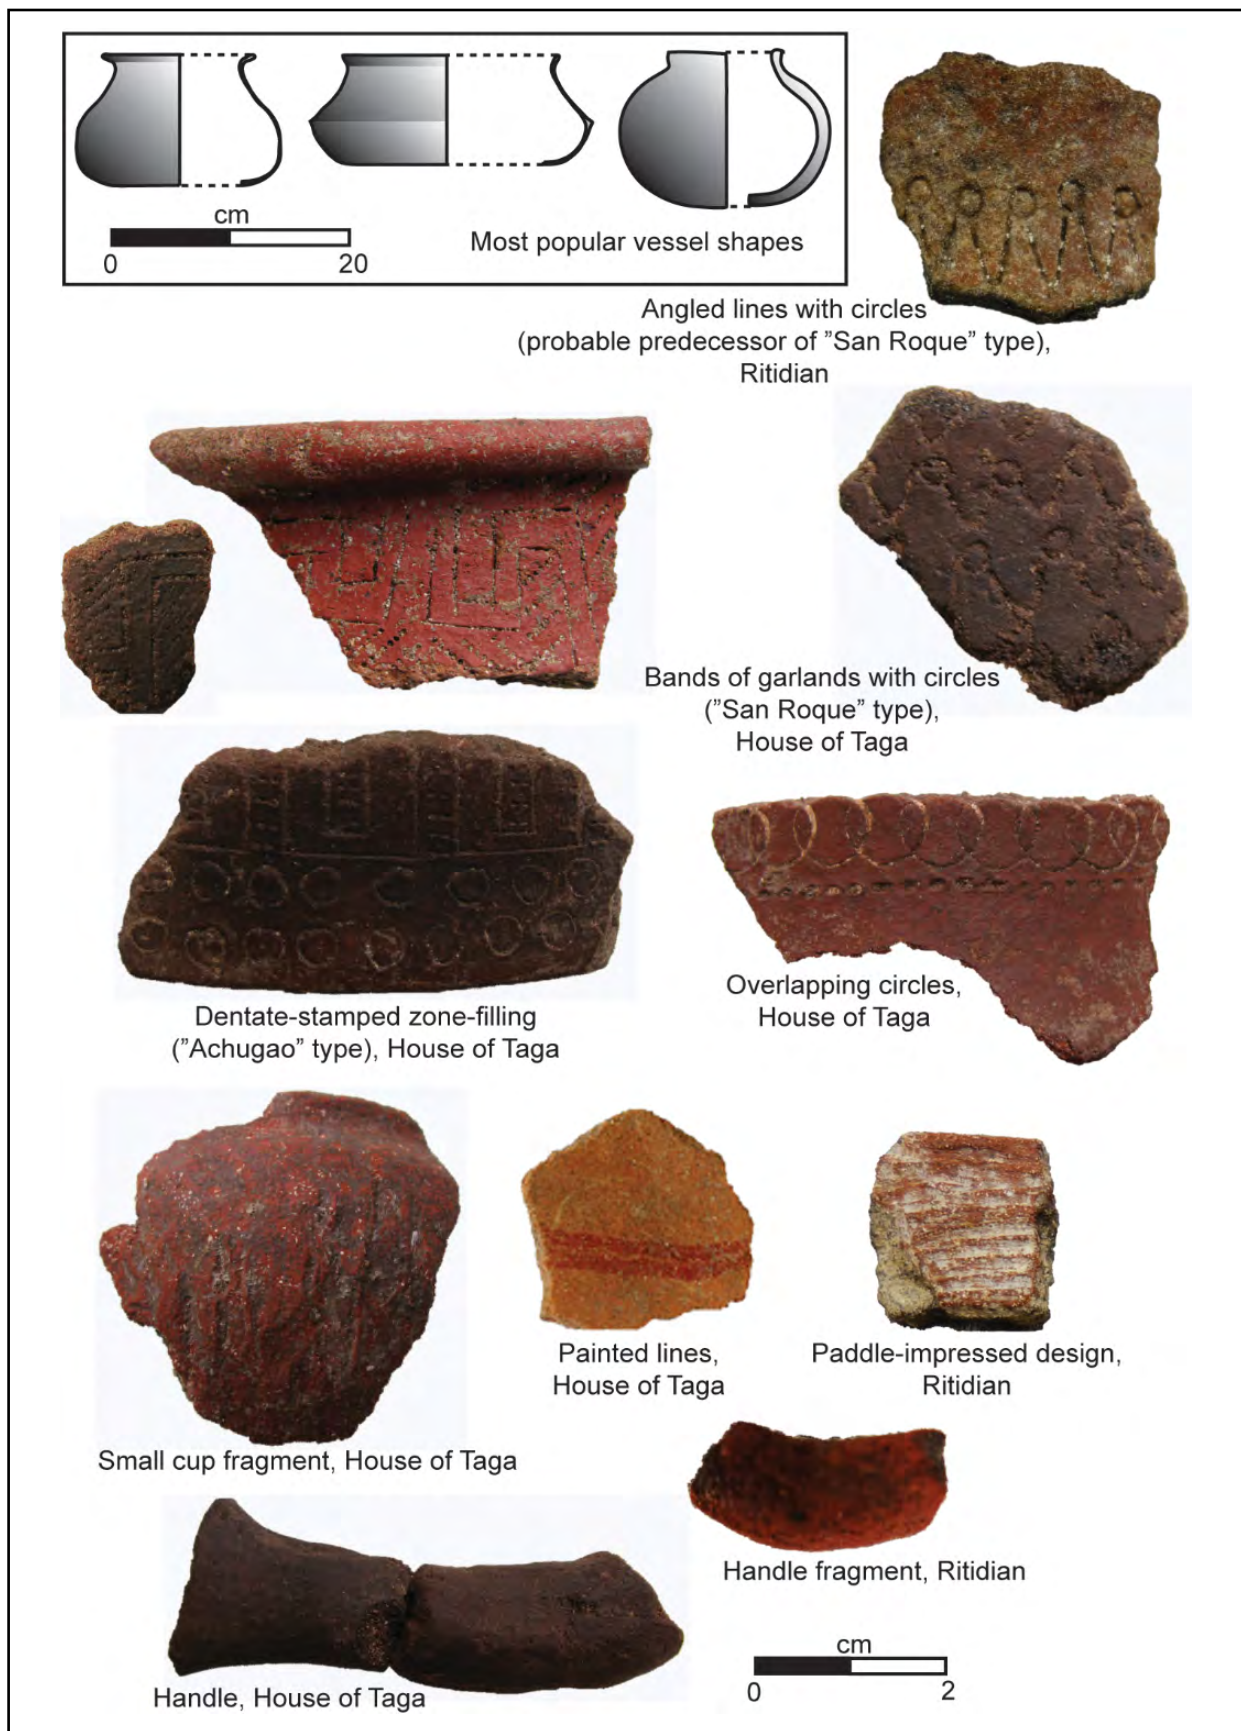 cm
0
20
Most popular vessel shapes
Angled lines with circles
(probable predecessor of ”San Roque” type),
Ritidian
Bands of garlands with circles
(”San Roque” type),
House of Taga
Dentate-stamped zone-filling
(”Achugao” type), House of Taga
Overlapping circles,
House of Taga
Small cup fragment, House of Taga
Painted lines,
House of Taga
Paddle-impressed design,
Ritidian
Handle fragment, Ritidian
Handle, House of Taga
cm
0
2